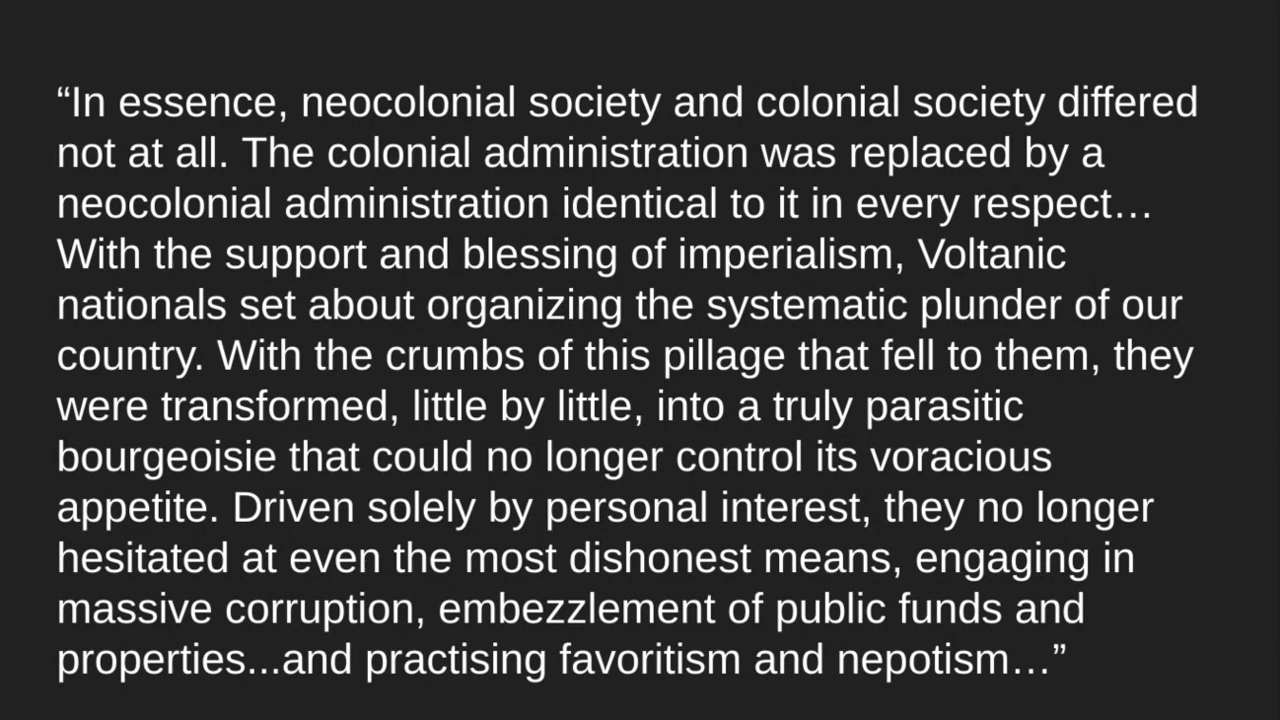 “In essence, neocolonial society and colonial society differed
not at all. The colonial administration was replaced by a
neocolonial administration identical to it in every respect…
With the support and blessing of imperialism, Voltanic
nationals set about organizing the systematic plunder of our
country. With the crumbs of this pillage that fell to them, they
were transformed, little by little, into a truly parasitic
bourgeoisie that could no longer control its voracious
appetite. Driven solely by personal interest, they no longer
hesitated at even the most dishonest means, engaging in
massive corruption, embezzlement of public funds and
properties...and practising favoritism and nepotism…”